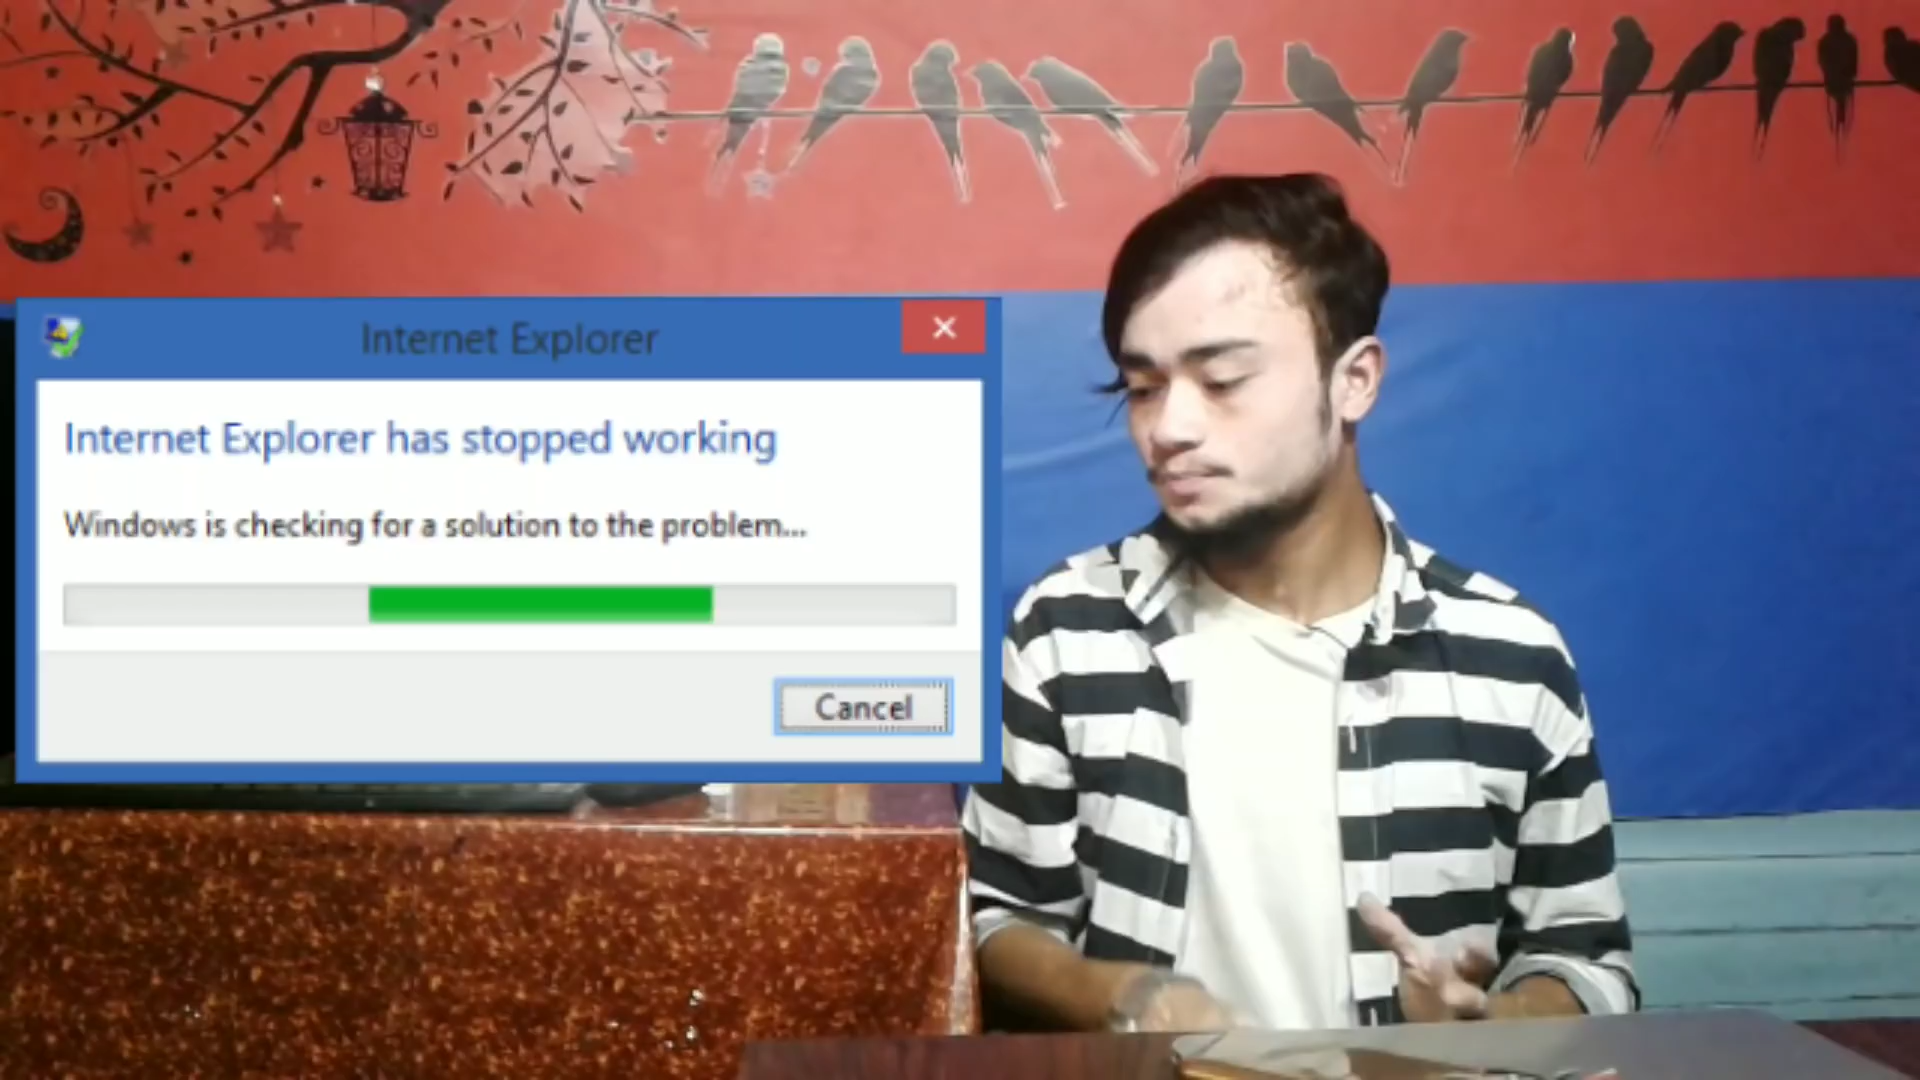 Internet Explorer
Internet Explorer has stopped working
Windows is checking for a solution to the problem...
Cancel